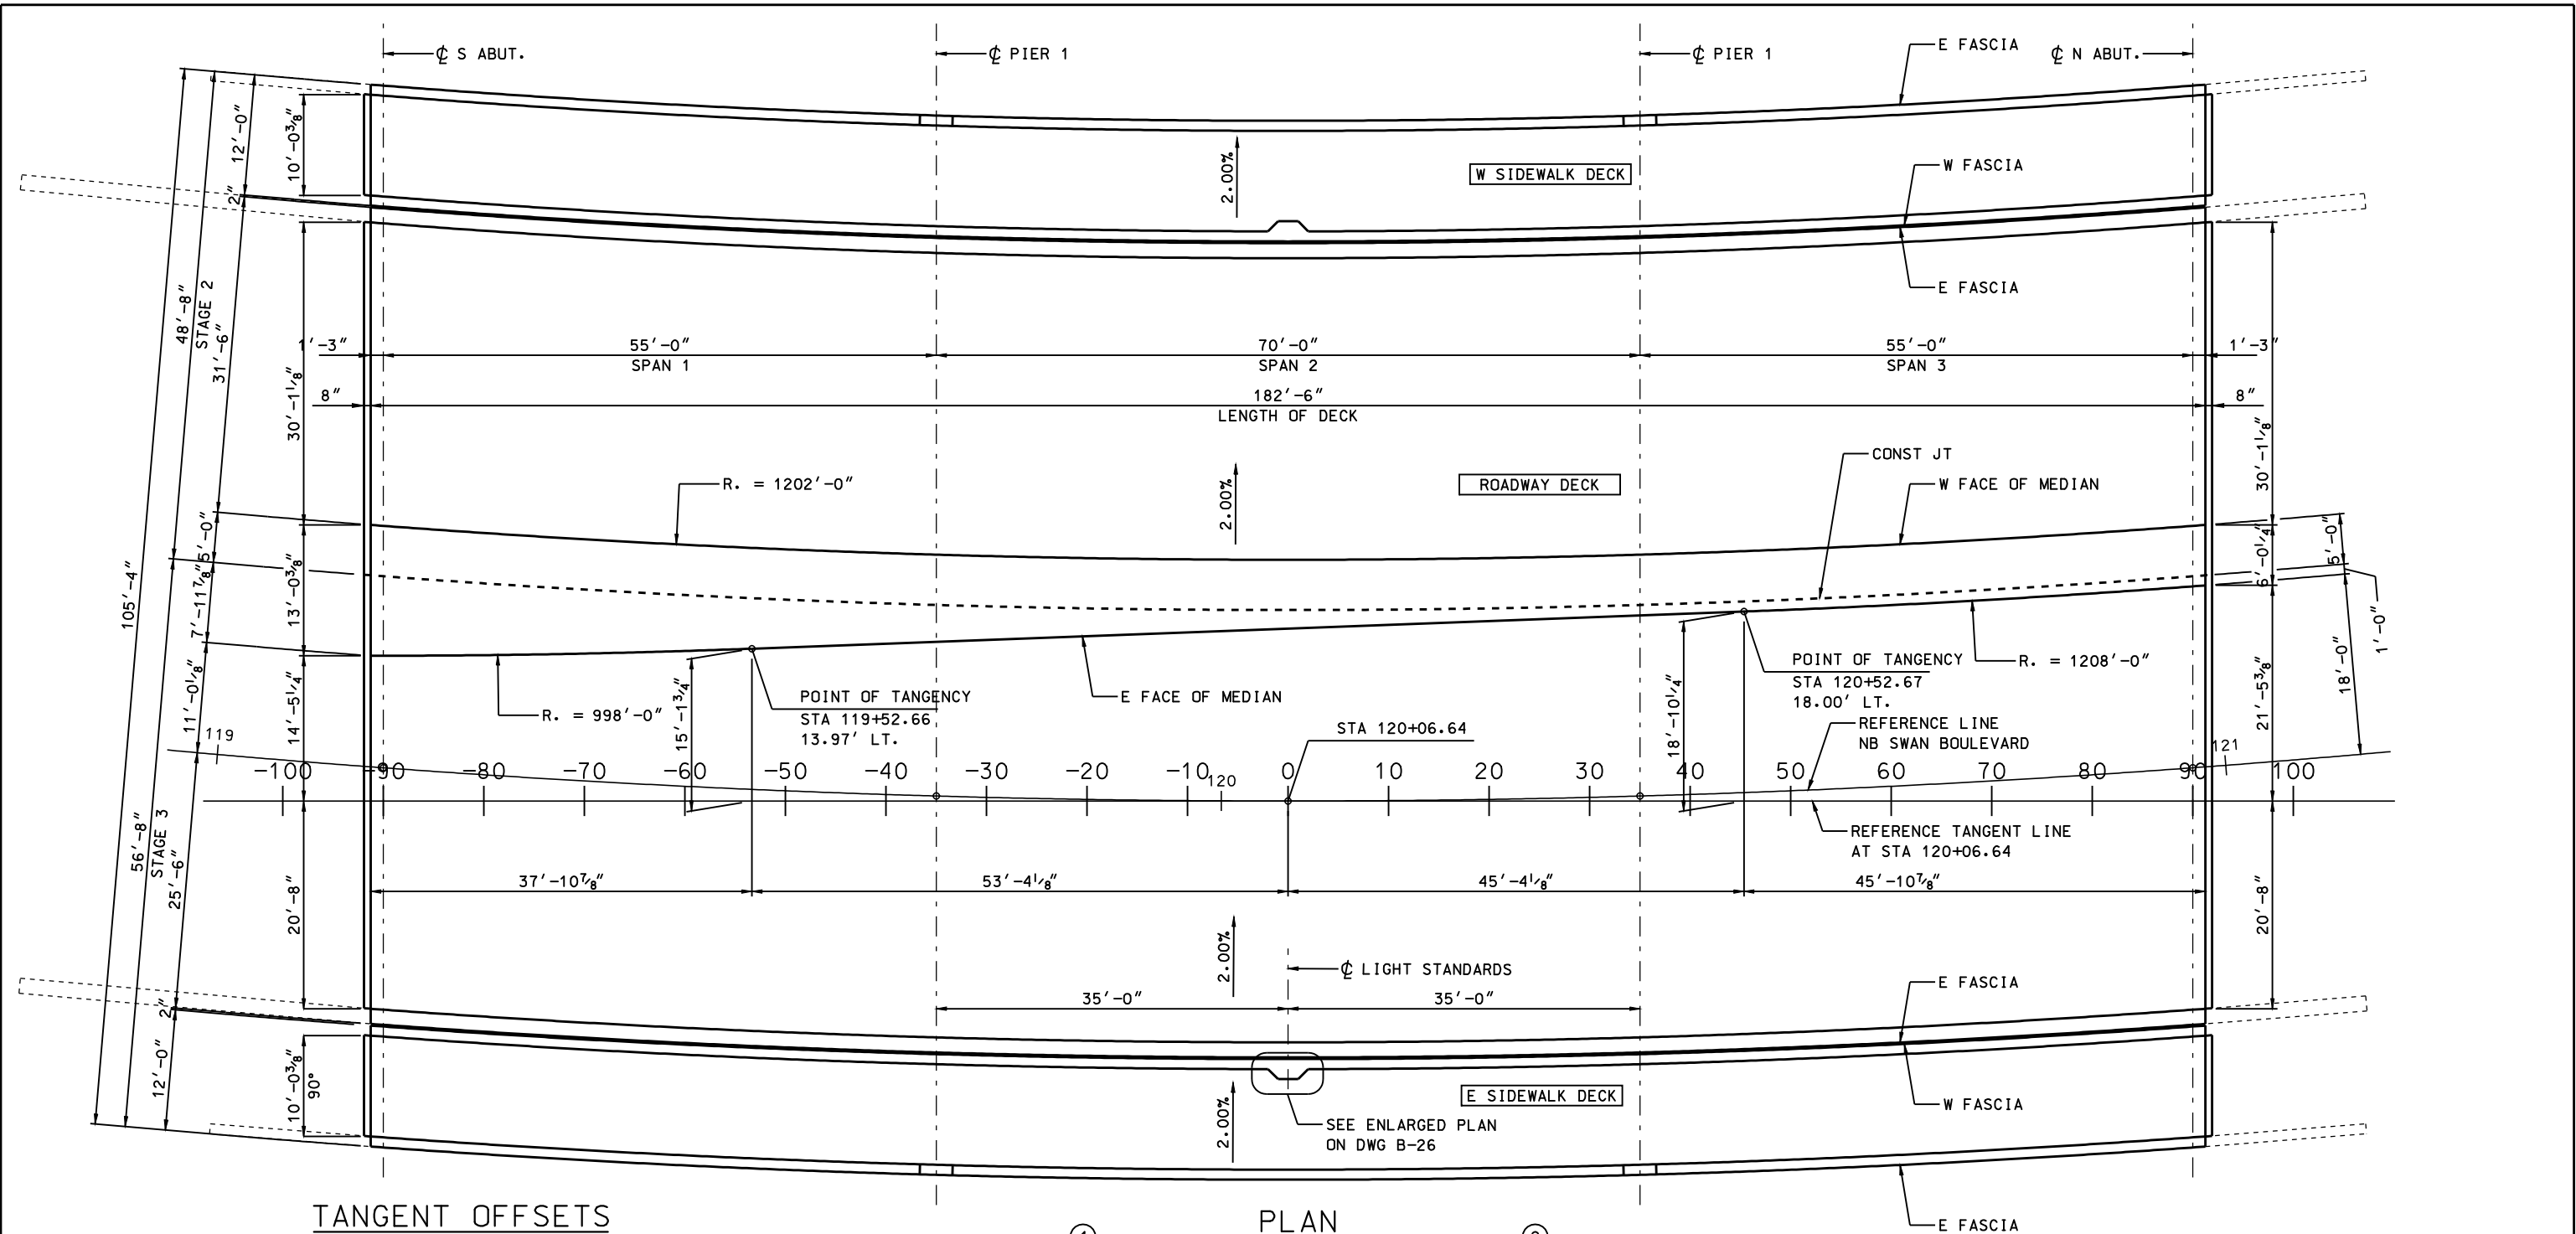 ℄ S ABUT.
℄ PIER 1
℄ PIER 1
E FASCIA
℄ N ABUT.
12'-0"
10'-0⅜"
2.00%
W SIDEWALK DECK
W FASCIA
2"
E FASCIA
48'-8"
STAGE 2
31'-6"
30'-1⅛"
1'-3"
55'-0"
SPAN 1
70'-0"
SPAN 2
55'-0"
SPAN 3
1'-3"
8"
182'-6"
LENGTH OF DECK
8"
30'-1⅛"
CONST JT
R. = 1202'-0"
2.00%
ROADWAY DECK
W FACE OF MEDIAN
105'-4"
5'-0"
7'-11⅞"
13'-0⅜"
6'-0¼"
5'-0"
1'-0"
11'-0⅛"
14'-5¼"
R. = 998'-0"
15'-1¾"
POINT OF TANGENCY
STA 119+52.66
13.97' LT.
E FACE OF MEDIAN
18'-10¼"
POINT OF TANGENCY
STA 120+52.67
18.00' LT.
R. = 1208'-0"
18'-0"
21'-5⅜"
STA 120+06.64
REFERENCE LINE
NB SWAN BOULEVARD
119
120
121
-100 -90 -80 -70 -60 -50 -40 -30 -20 -10 0 10 20 30 40 50 60 70 80 90 100
REFERENCE TANGENT LINE
AT STA 120+06.64
56'-8"
STAGE 3
25'-6"
20'-8"
37'-10⅞"
53'-4⅛"
45'-4⅛"
45'-10⅞"
20'-8"
2.00%
℄ LIGHT STANDARDS
35'-0"
35'-0"
E FASCIA
2"
12'-0"
10'-0⅜"
90°
2.00%
E SIDEWALK DECK
W FASCIA
SEE ENLARGED PLAN
ON DWG B-26
TANGENT OFFSETS
PLAN
E FASCIA